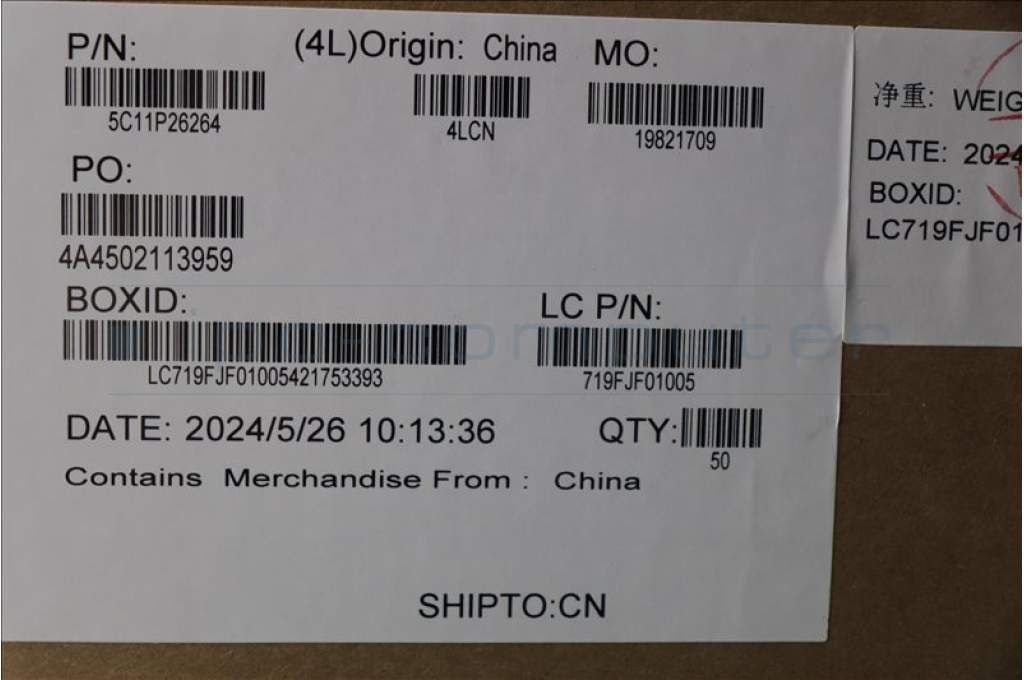 P/N: (4L)Origin: China MO:
5C11P26264 4LCN 19821709
PO:
4A4502113959
BOXID: LC P/N:
LC719FJF01005421753393 719FJF01005
DATE: 2024/5/26 10:13:36 QTY:
50
Contains Merchandise From : China
SHIPTO:CN
净重: WEIG
DATE: 2024
BOXID:
LC719FJF01